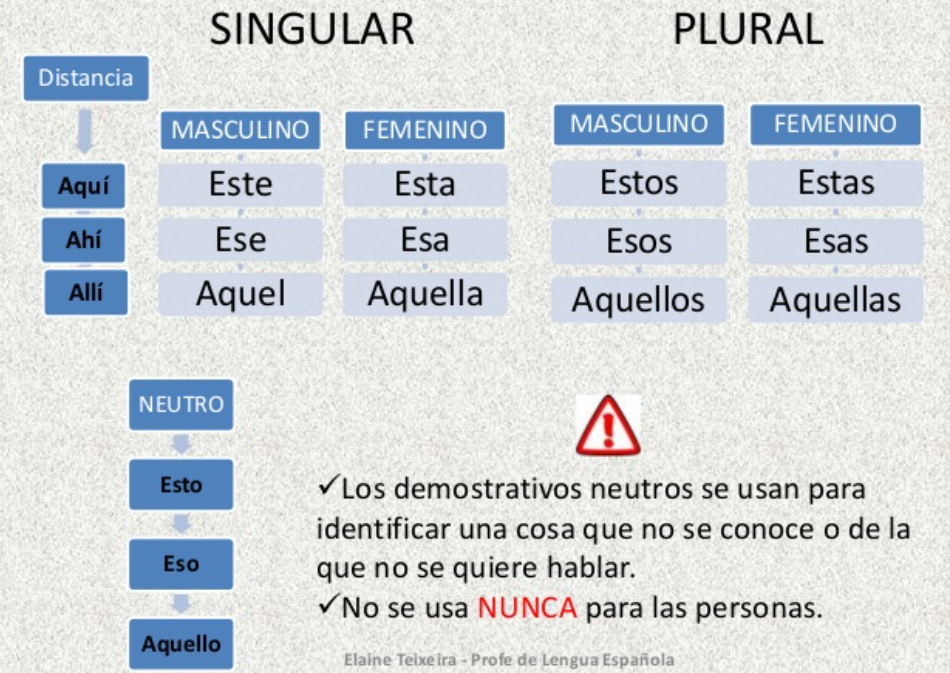 SINGULAR PLURAL
Distancia
MASCULINO FEMENINO MASCULINO FEMENINO
Aquí Este Esta Estos Estas
Ahí Ese Esa Esos Esas
Allí Aquel Aquella Aquellos Aquellas
NEUTRO
Esto
Eso
Aquello
✓Los demostrativos neutros se usan para
identificar una cosa que no se conoce o de la
que no se quiere hablar.
✓No se usa NUNCA para las personas.
Elaine Teixeira - Profe de Lengua Española